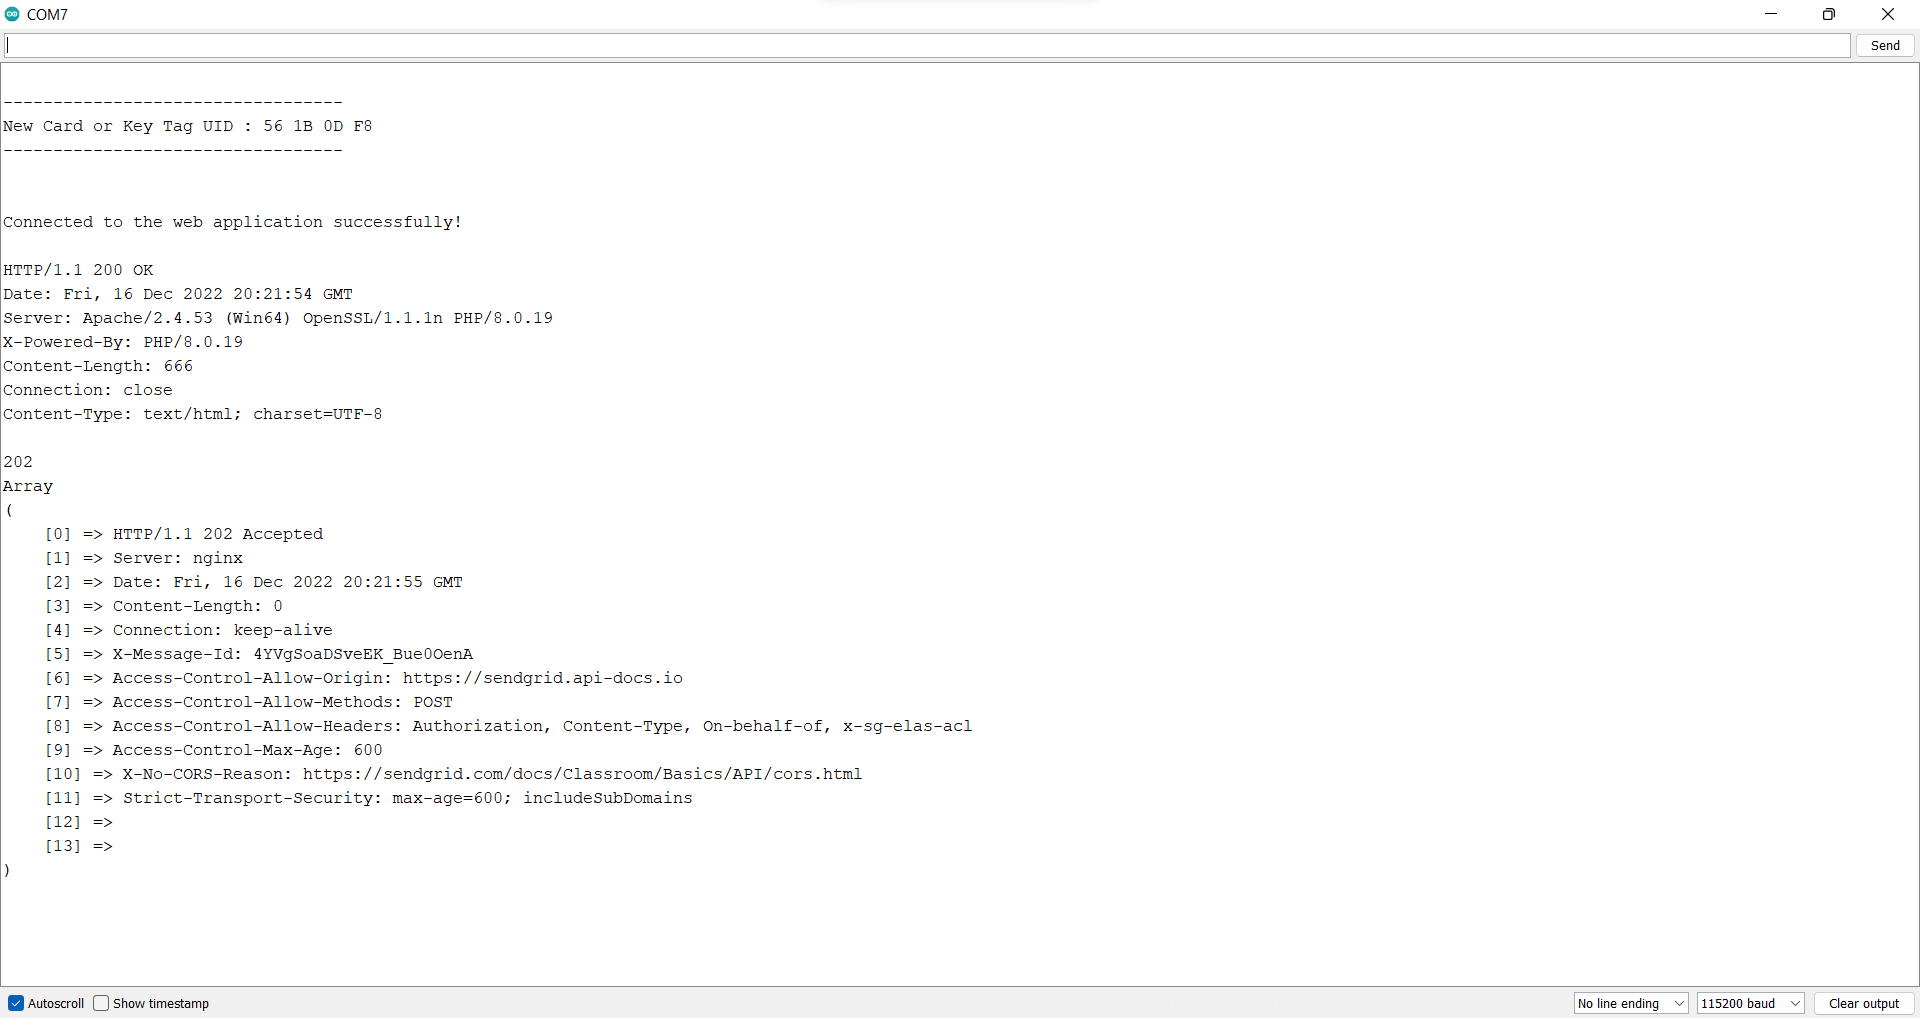 COM7
Send
----------------------------------
New Card or Key Tag UID : 56 1B 0D F8
----------------------------------
Connected to the web application successfully!
HTTP/1.1 200 OK
Date: Fri, 16 Dec 2022 20:21:54 GMT
Server: Apache/2.4.53 (Win64) OpenSSL/1.1.1n PHP/8.0.19
X-Powered-By: PHP/8.0.19
Content-Length: 666
Connection: close
Content-Type: text/html; charset=UTF-8
202
Array
(
    [0] => HTTP/1.1 202 Accepted
    [1] => Server: nginx
    [2] => Date: Fri, 16 Dec 2022 20:21:55 GMT
    [3] => Content-Length: 0
    [4] => Connection: keep-alive
    [5] => X-Message-Id: 4YVgSoaDSveEK_Bue0OenA
    [6] => Access-Control-Allow-Origin: https://sendgrid.api-docs.io
    [7] => Access-Control-Allow-Methods: POST
    [8] => Access-Control-Allow-Headers: Authorization, Content-Type, On-behalf-of, x-sg-elas-acl
    [9] => Access-Control-Max-Age: 600
    [10] => X-No-CORS-Reason: https://sendgrid.com/docs/Classroom/Basics/API/cors.html
    [11] => Strict-Transport-Security: max-age=600; includeSubDomains
    [12] =>
    [13] =>
)
Autoscroll Show timestamp No line ending 115200 baud Clear output